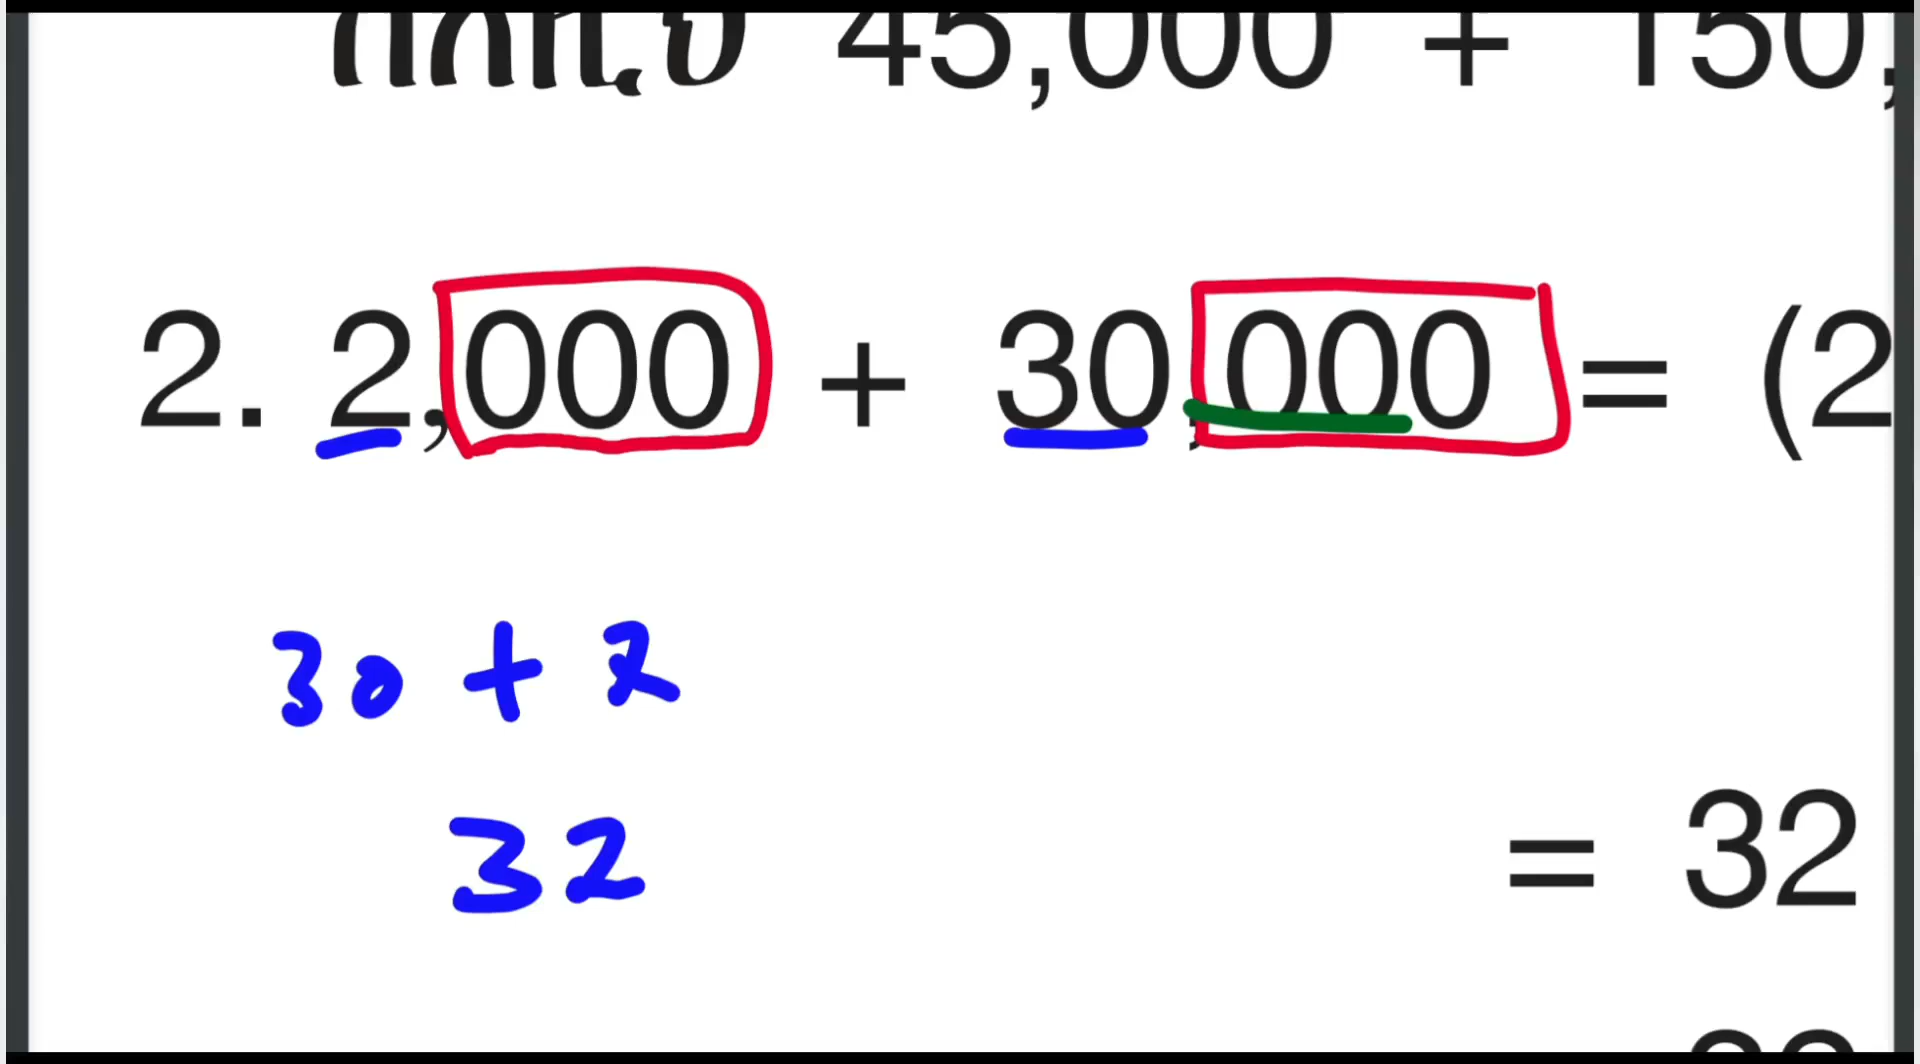 45,000 + 150,
2. 2,000 + 30,000 = (2
30 + 2
32
= 32